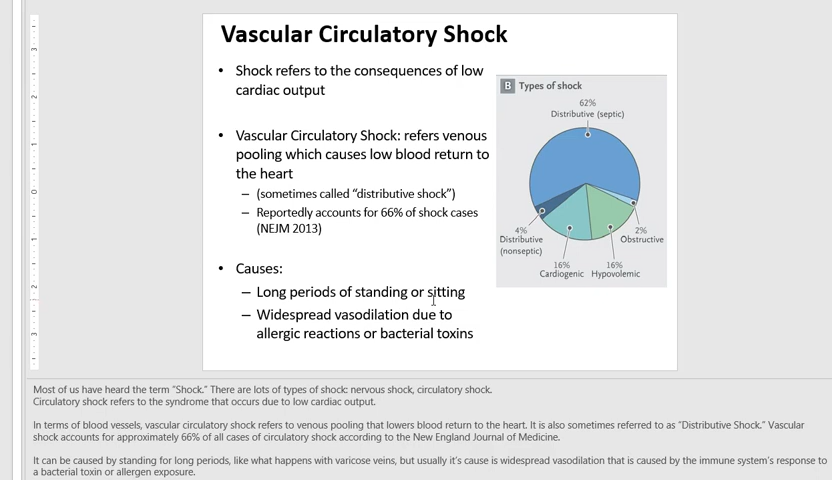 Vascular Circulatory Shock
• Shock refers to the consequences of low
cardiac output
• Vascular Circulatory Shock: refers venous
pooling which causes low blood return to
the heart
– (sometimes called “distributive shock”)
– Reportedly accounts for 66% of shock cases
(NEJM 2013)
• Causes:
– Long periods of standing or sitting
– Widespread vasodilation due to
allergic reactions or bacterial toxins
B Types of shock
62%
Distributive (septic)
4%
Distributive
(nonseptic)
16%
Cardiogenic
16%
Hypovolemic
2%
Obstructive
Most of us have heard the term “Shock.” There are lots of types of shock: nervous shock, circulatory shock.
Circulatory shock refers to the syndrome that occurs due to low cardiac output.
In terms of blood vessels, vascular circulatory shock refers to venous pooling that lowers blood return to the heart. It is also sometimes referred to as “Distributive Shock.” Vascular
shock accounts for approximately 66% of all cases of circulatory shock according to the New England Journal of Medicine.
It can be caused by standing for long periods, like what happens with varicose veins, but usually it’s cause is widespread vasodilation that is caused by the immune system’s response to
a bacterial toxin or allergen exposure.
3
2
1
0
1
2
3